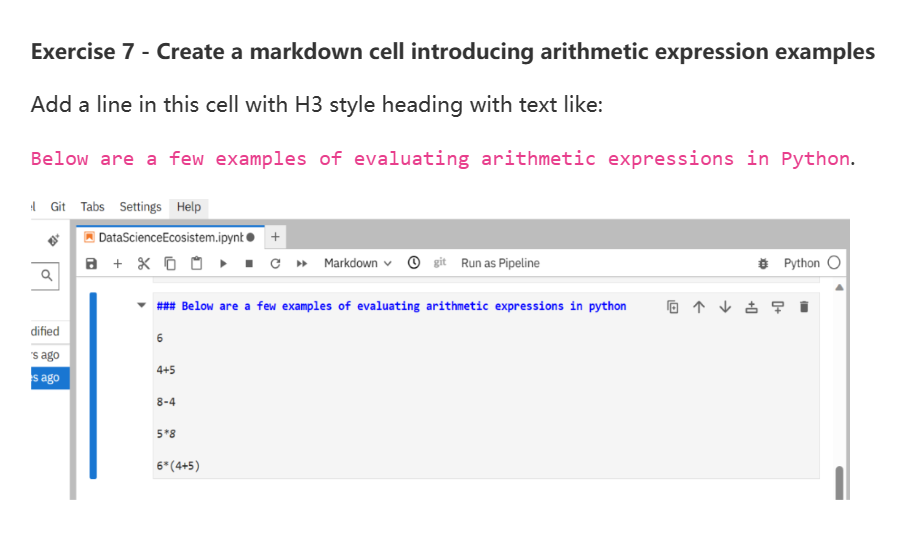 Exercise 7 - Create a markdown cell introducing arithmetic expression examples
Add a line in this cell with H3 style heading with text like:
Below are a few examples of evaluating arithmetic expressions in Python.
Git Tabs Settings Help
DataScienceEcosistem.ipynb
Markdown git Run as Pipeline Python
### Below are a few examples of evaluating arithmetic expressions in python
6
dified
rs ago
4+5
es ago
8-4
5*8
6*(4+5)